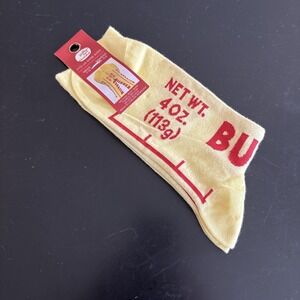 NET WT.
4 OZ.
(113g)
BU